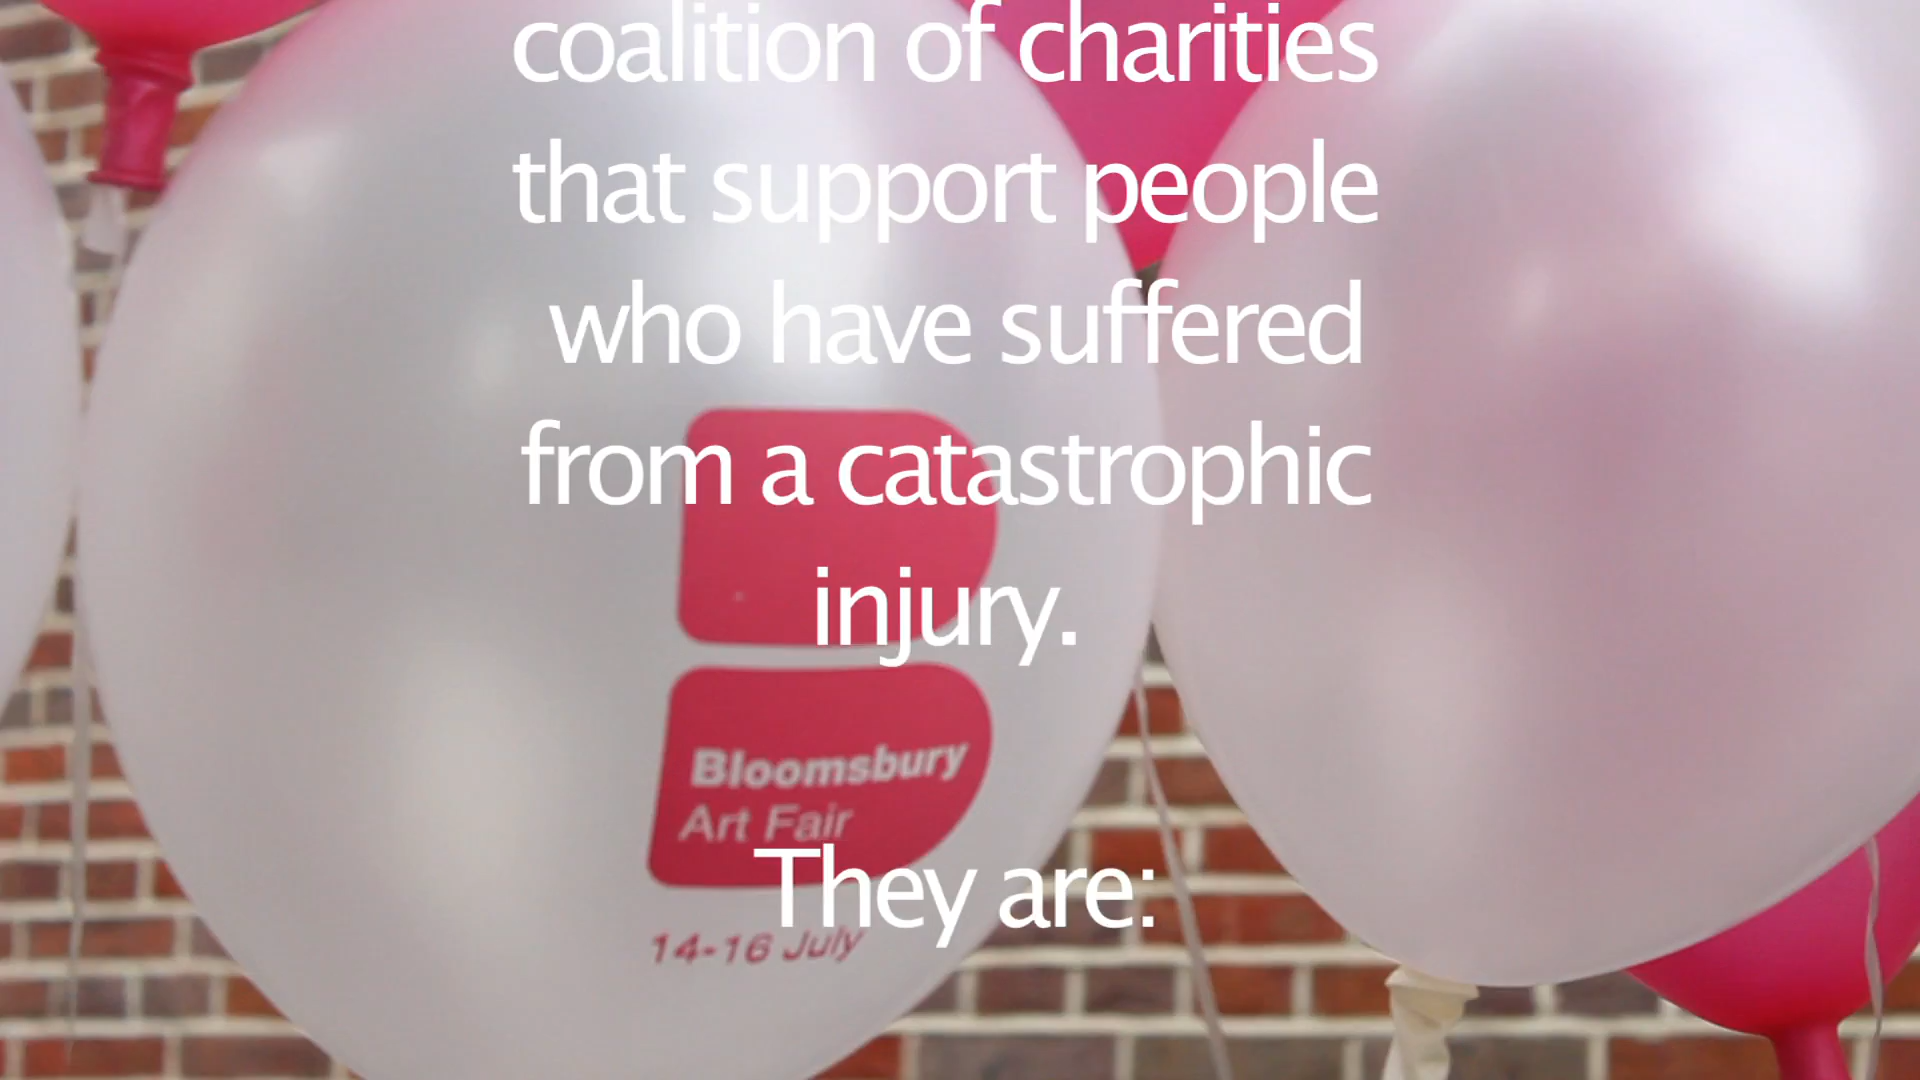 coalition of charities
that support people
who have suffered
from a catastrophic
injury.
Bloomsbury
Art Fair
They are:
14-16 July